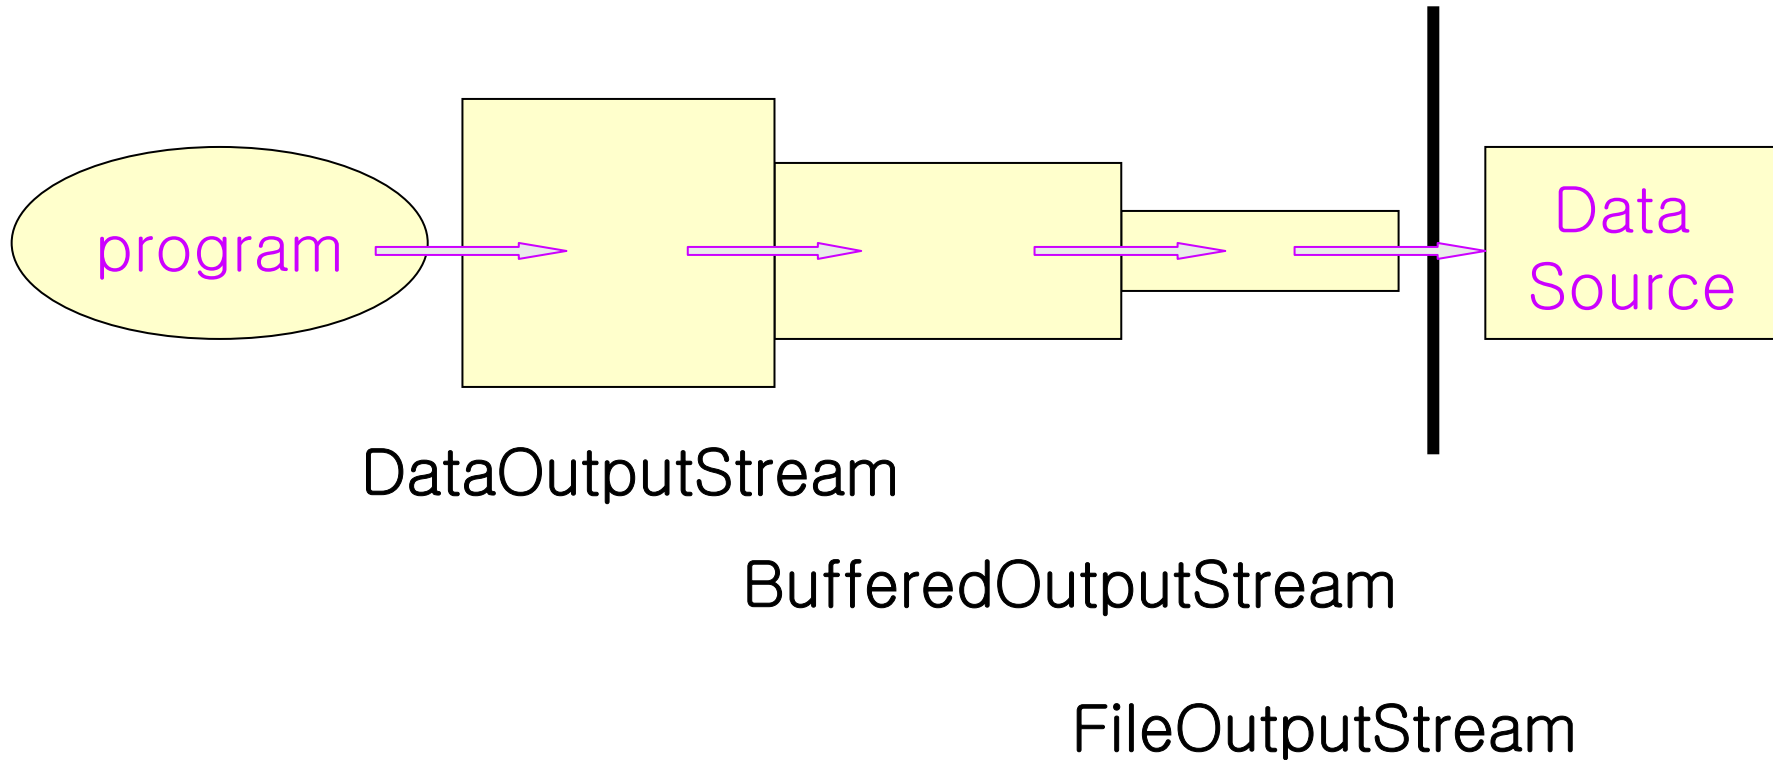 program
Data
Source
DataOutputStream
BufferedOutputStream
FileOutputStream